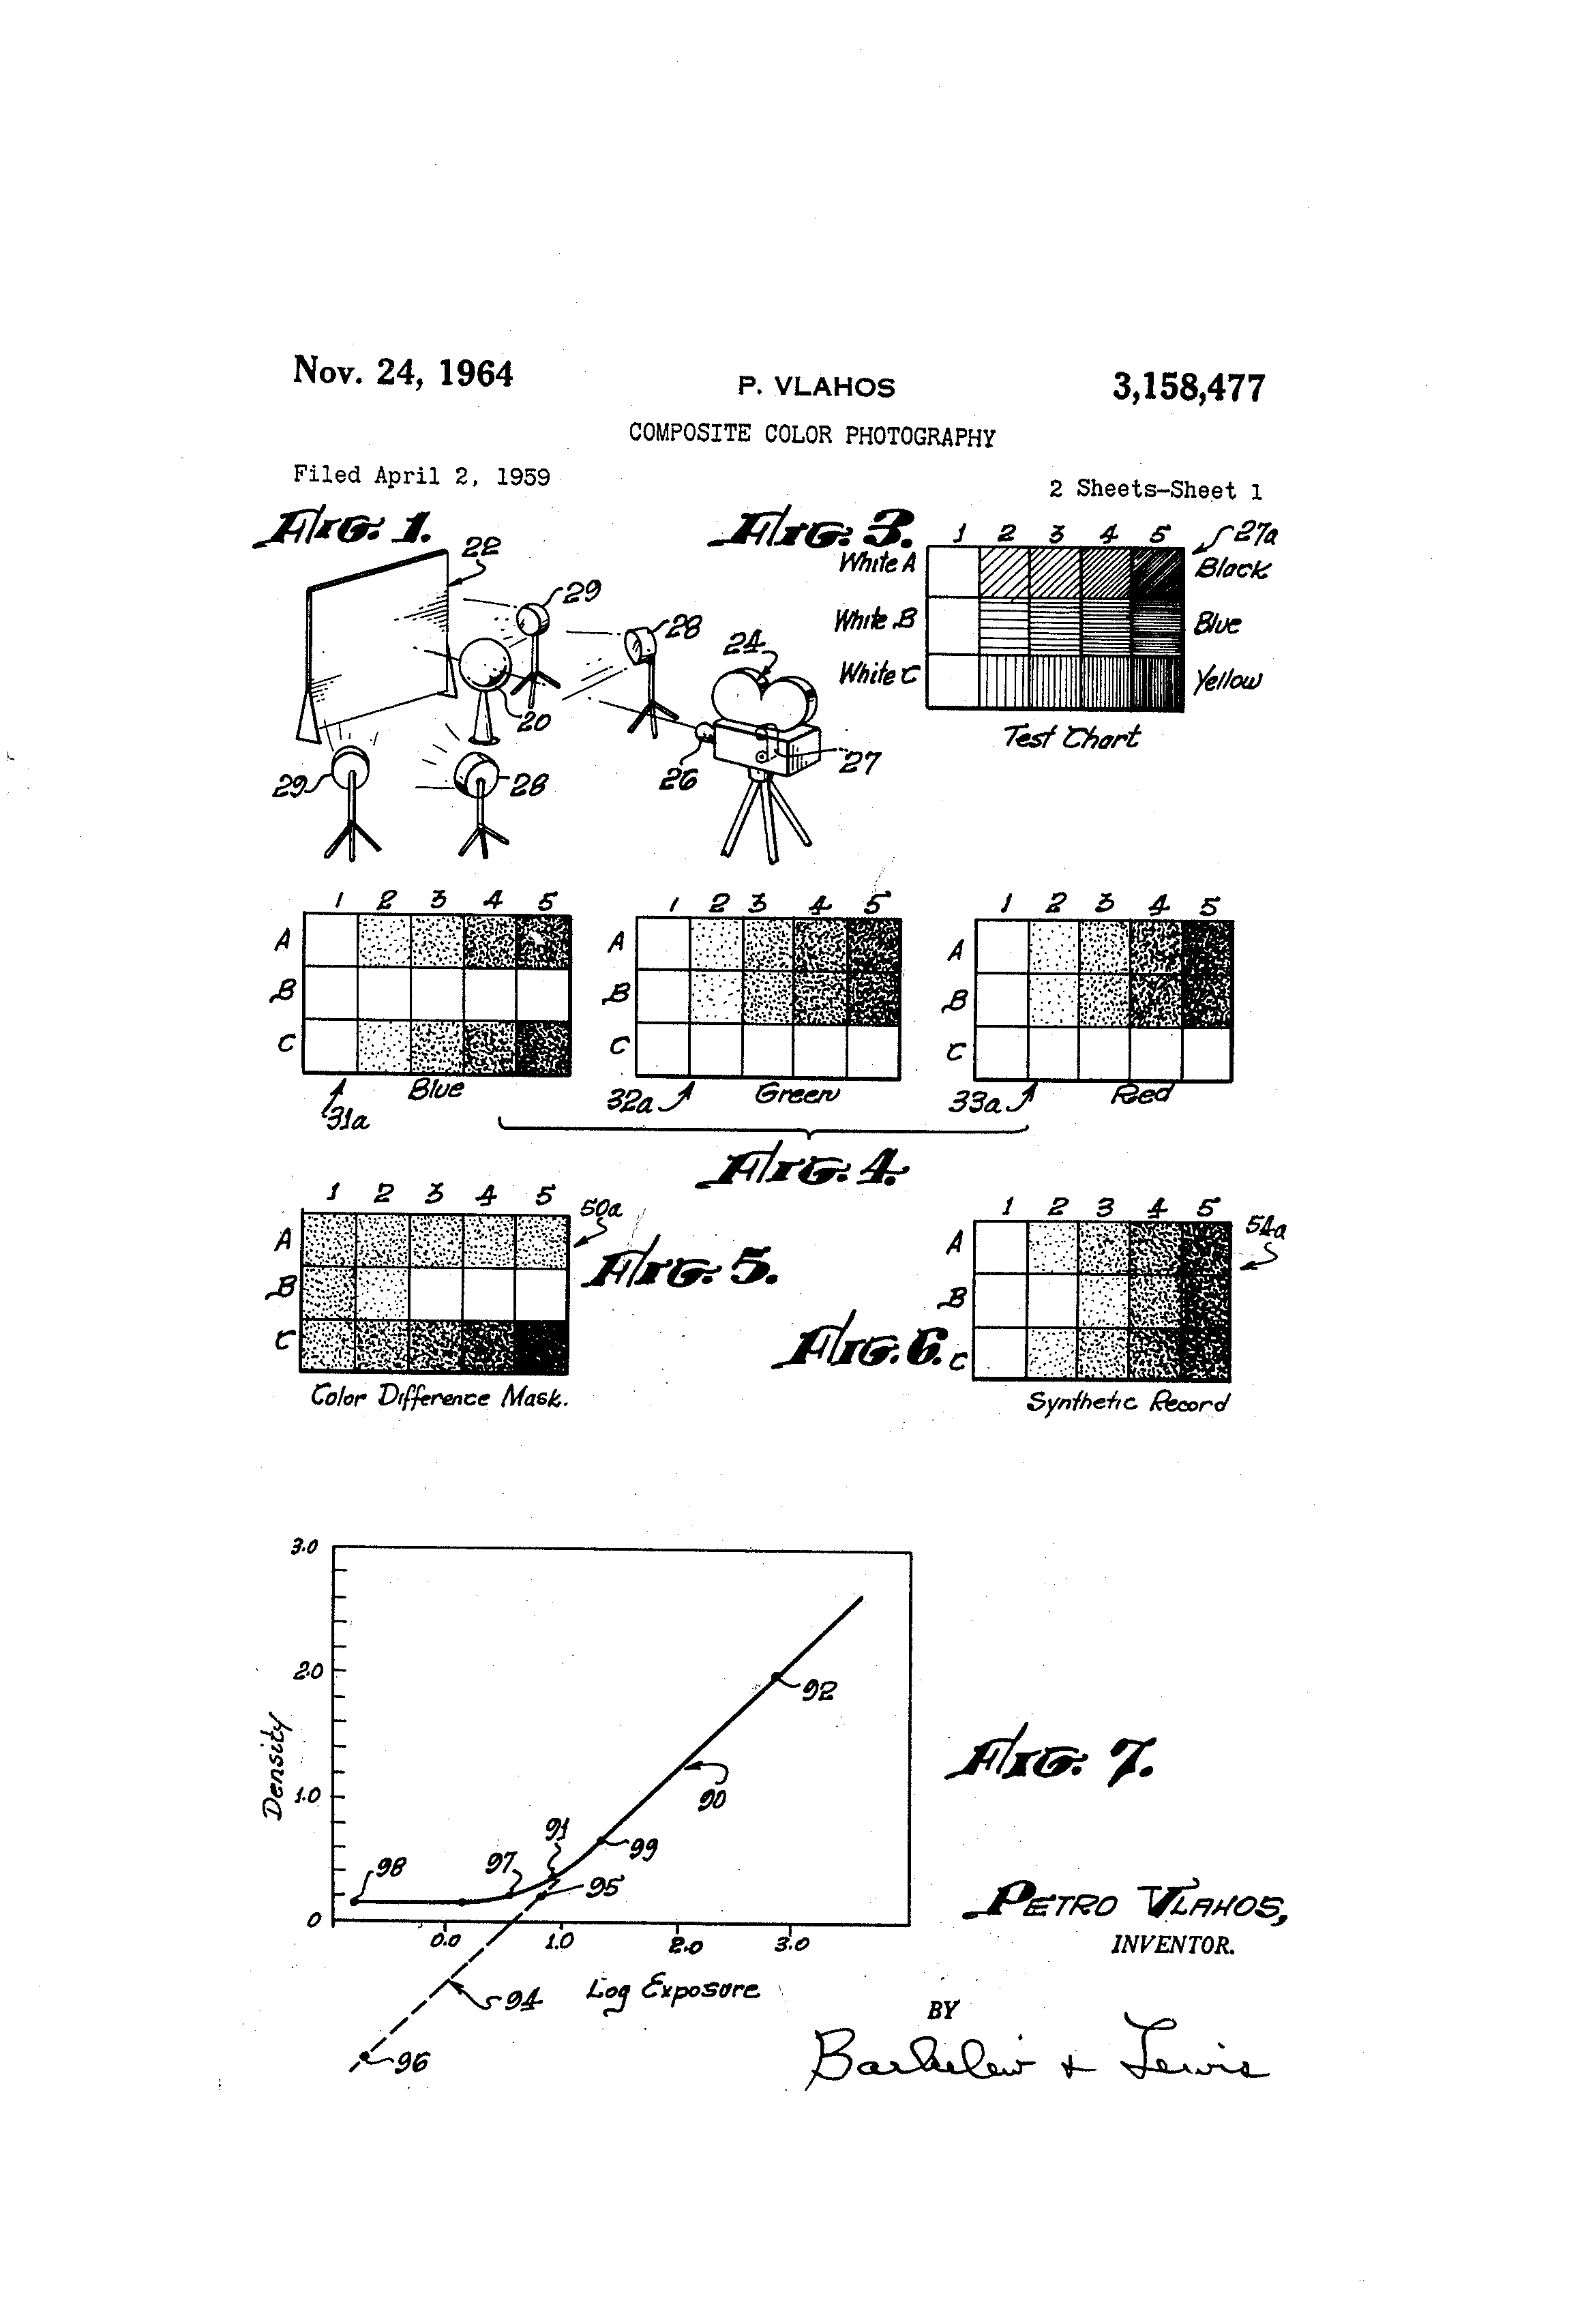 Nov. 24, 1964
P. VLAHOS
3,158,477
COMPOSITE COLOR PHOTOGRAPHY
Filed April 2, 1959
2 Sheets-Sheet 1
FIG. 1.
22
29
28
24
20
26
27
29
28
FIG. 3.
1 2 3 4 5
27a
White A
Black
White B
Blue
White C
Yellow
Test Chart
1 2 3 4 5
A
B
C
31a
Blue
1 2 3 4 5
A
B
C
32a
Green
1 2 3 4 5
A
B
C
33a
Red
FIG. 4.
1 2 3 4 5
50a
A
B
C
FIG. 5.
Color Difference Mask.
1 2 3 4 5
54a
A
B
C
FIG. 6.
Synthetic Record
3.0
2.0
1.0
0
Density
92
90
91
99
97
98
95
0.0 1.0 2.0 3.0
Log Exposure
94
96
FIG. 7.
PETRO VLAHOS,
INVENTOR.
BY
Barkelew & Lewis